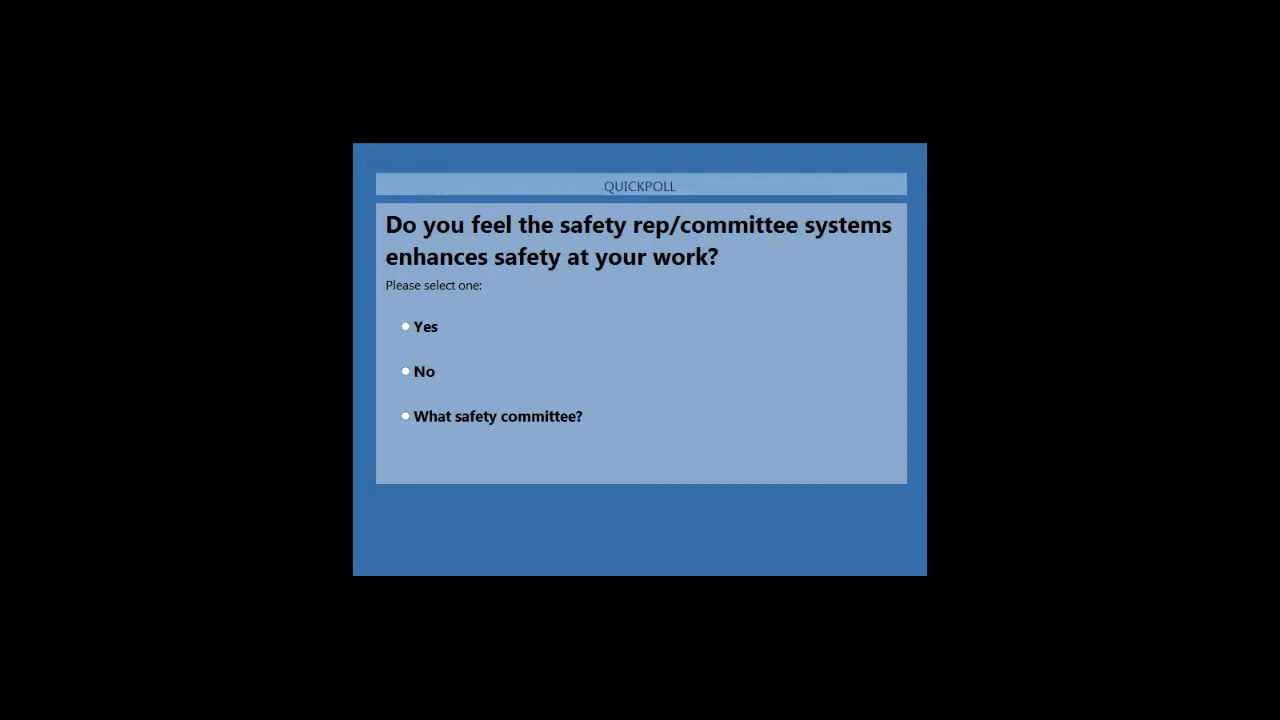 QUICKPOLL
Do you feel the safety rep/committee systems
enhances safety at your work?
Please select one:
Yes
No
What safety committee?